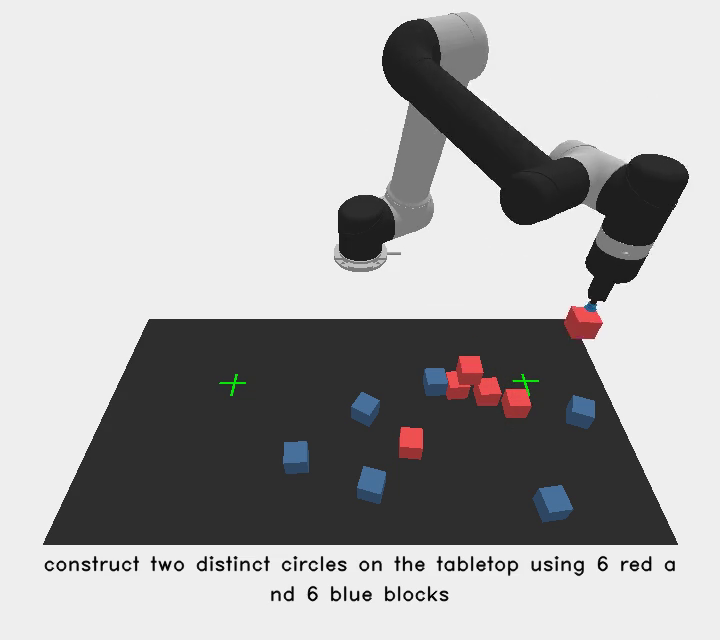 construct two distinct circles on the tabletop using 6 red a
nd 6 blue blocks